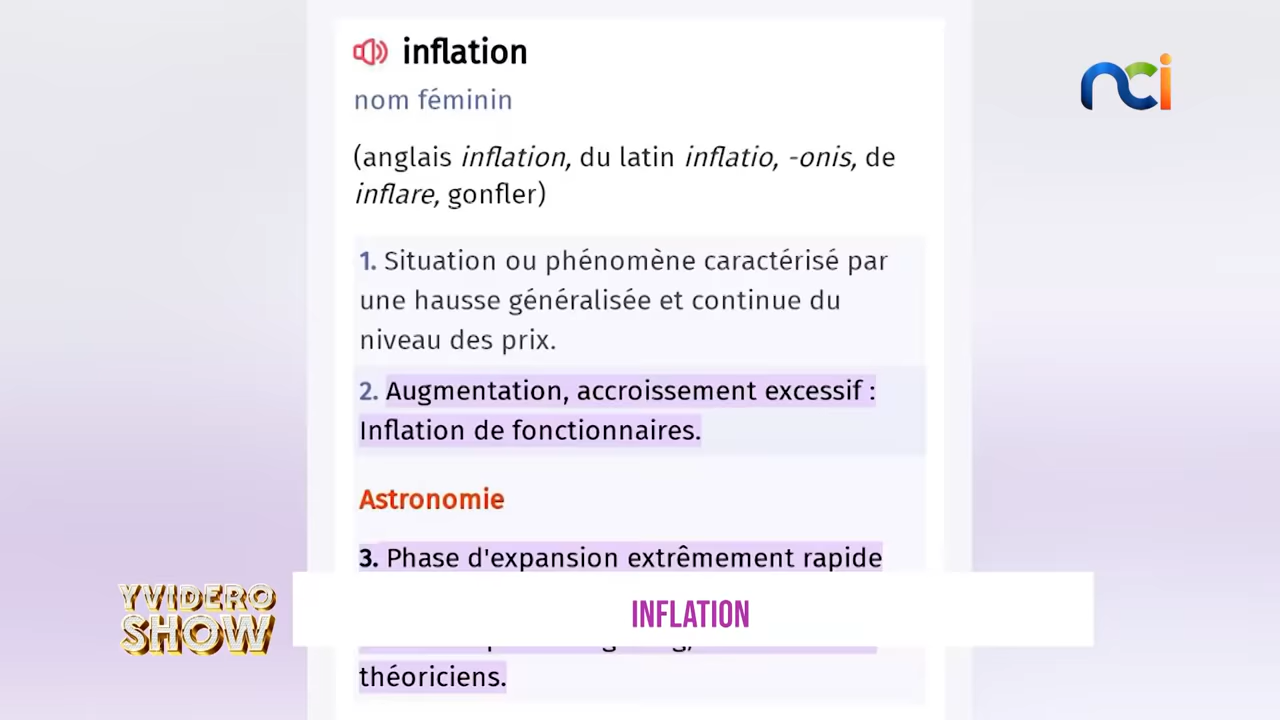 inflation
nci
nom féminin
(anglais inflation, du latin inflatio, -onis, de
inflare, gonfler)
1. Situation ou phénomène caractérisé par
une hausse généralisée et continue du
niveau des prix.
2. Augmentation, accroissement excessif :
Inflation de fonctionnaires.
Astronomie
3. Phase d'expansion extrêmement rapide
YVIDERO
SHOW
INFLATION
théoriciens.